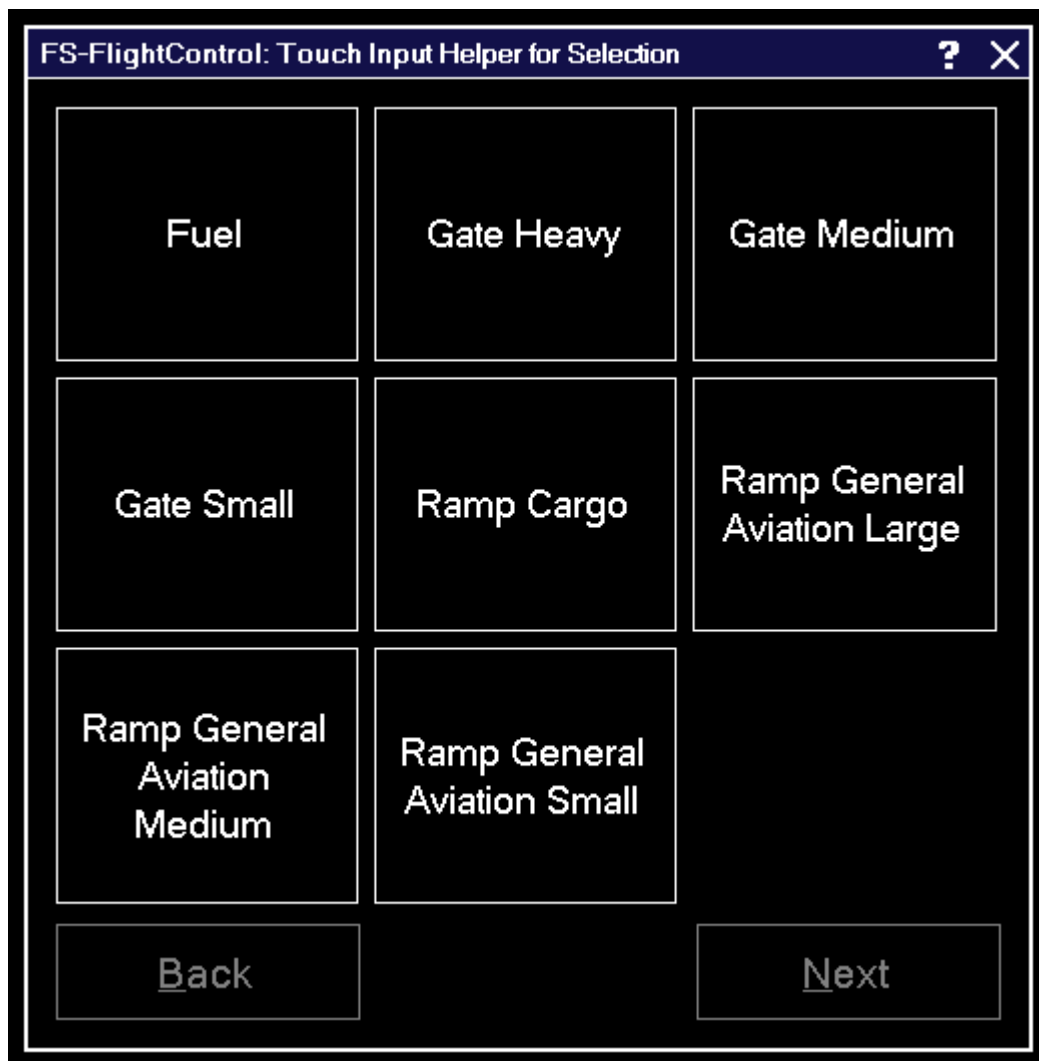 FS-FlightControl: Touch Input Helper for Selection ? X
Fuel
Gate Heavy
Gate Medium
Gate Small
Ramp Cargo
Ramp General
Aviation Large
Ramp General
Aviation
Medium
Ramp General
Aviation Small
Back
Next